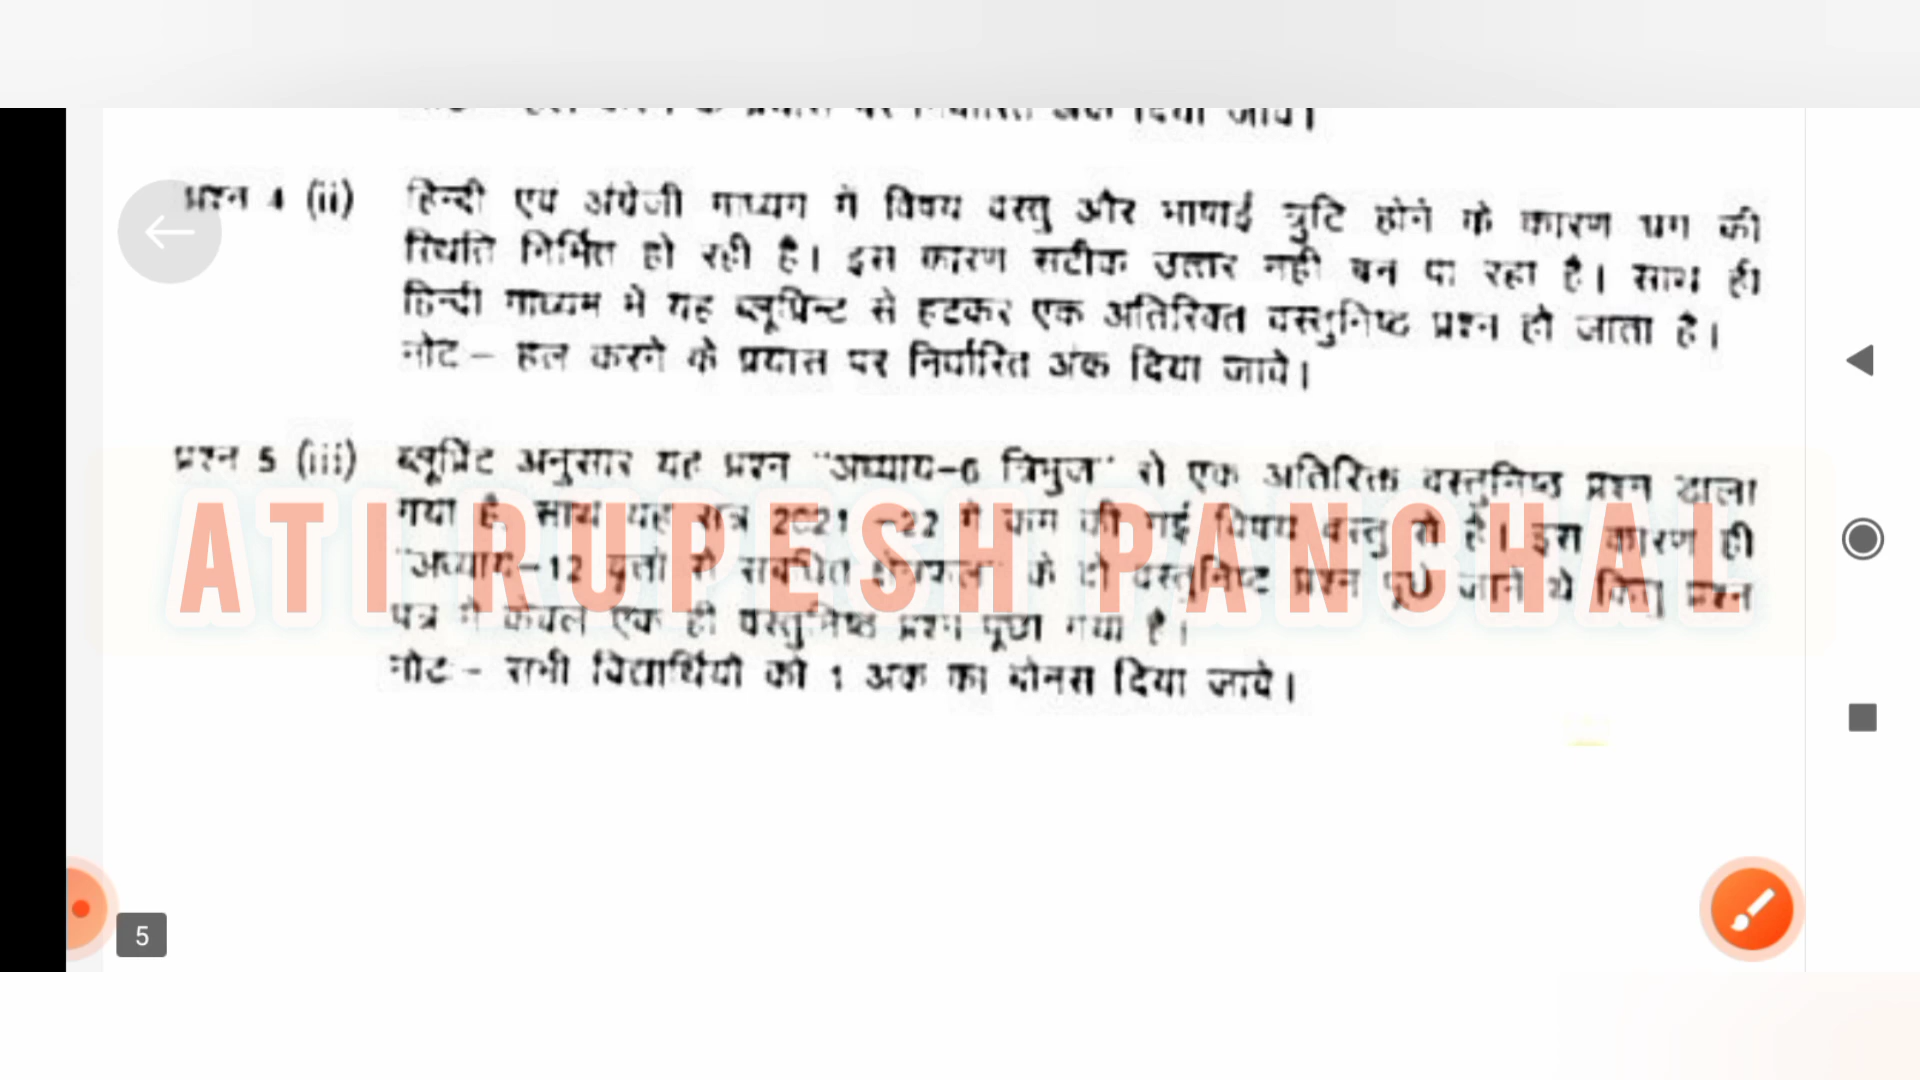 प्रश्न 4 (ii) हिन्दी एवं अंग्रेजी माध्यम में विषय वस्तु और भाषाई त्रुटि होने के कारण भ्रम की
स्थिति निर्मित हो रही है। इस कारण सटीक उत्तर नही बन पा रहा है। साथ ही
हिन्दी माध्यम में यह ब्लूप्रिन्ट से हटकर एक अतिरिक्त वस्तुनिष्ट प्रश्न हो जाता है।
नोट – हल करने के प्रयास पर निर्धारित अंक दिया जावे।
प्रश्न 5 (iii) ब्लूप्रिंट अनुसार यह प्रश्न "अध्याय–6 त्रिभुज" से एक अतिरिक्त वस्तुनिष्ठ प्रश्न डाला
गया है साथ यह सत्र 2021 –22 में कम की गई विषय वस्तु से है। इस कारण ही
ATI RUPESH PANCHAL
"अध्याय–12 वृत्तों से संबंधित क्षेत्रफल" के दो वस्तुनिष्ट प्रश्न पूछे जाने थे किंतु प्रश्न
पत्र में केवल एक ही वस्तुनिष्ठ प्रश्न पूछा गया है।
नोट – सभी विद्यार्थियों को 1 अंक का बोनस दिया जावे।
5